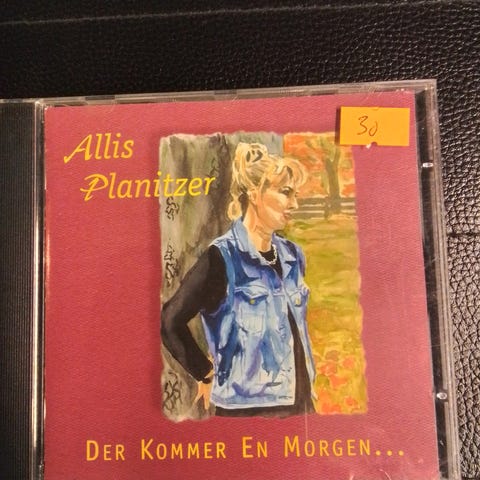 Allis
Planitzer
30
DER KOMMER EN MORGEN...